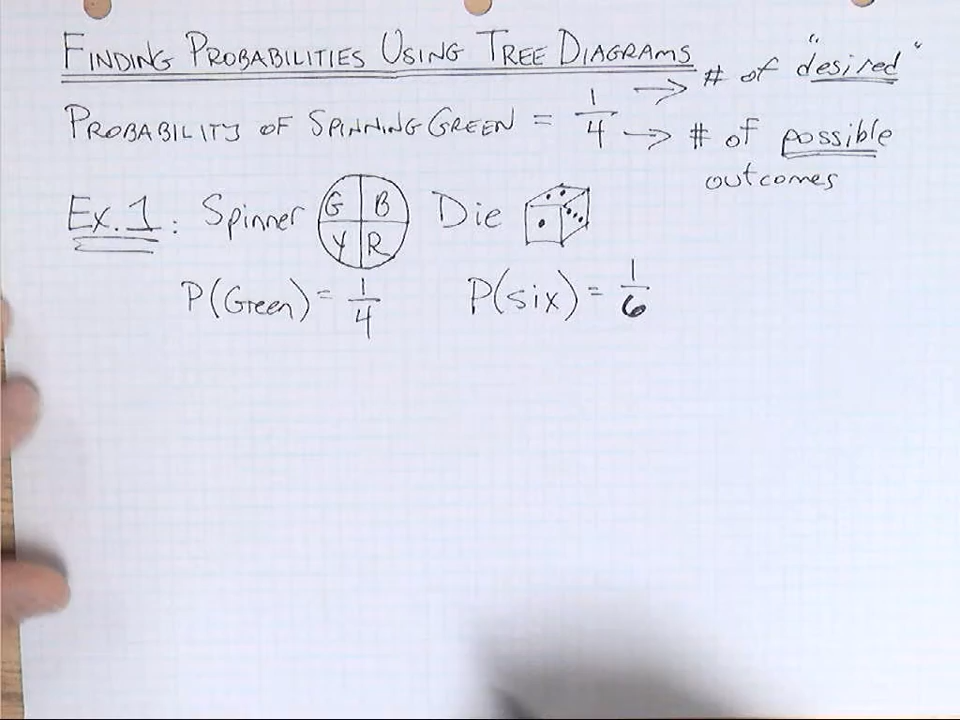 FINDING PROBABILITIES USING TREE DIAGRAMS
PROBABILITY OF SPINNING GREEN = 1/4 → # of "desired"
→ # of possible
outcomes
Ex. 1: Spinner G B Y R Die
P(Green) = 1/4 P(six) = 1/6